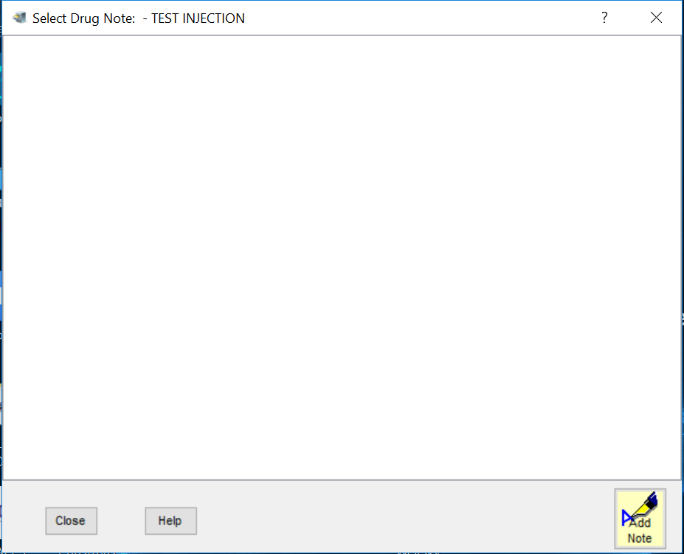 Select Drug Note:  - TEST INJECTION
?
Close
Help
Add
Note